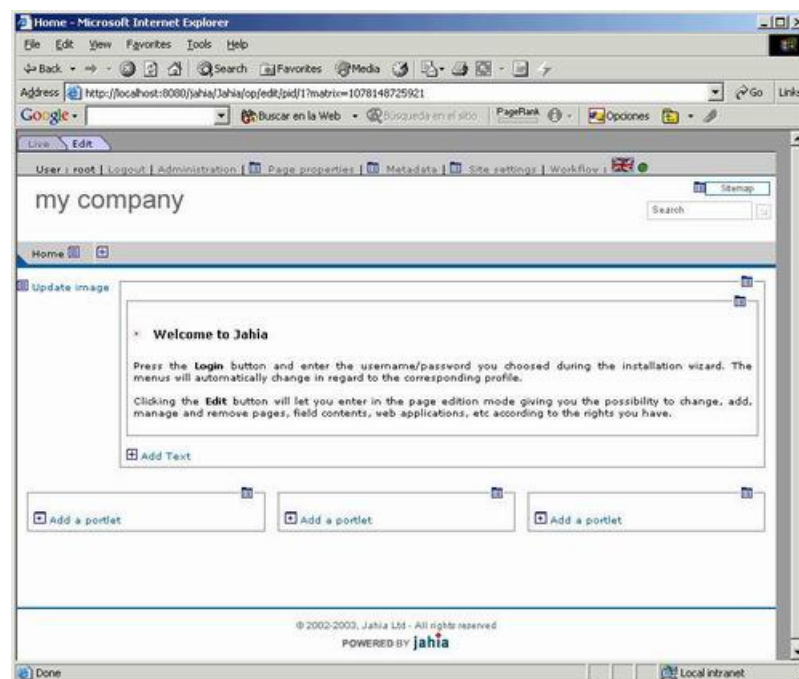 Home - Microsoft Internet Explorer
File Edit View Favorites Tools Help
Back Search Favorites Media
Address http://localhost:8080/jahia/Jahia/op/edit/pid/1?matrix=1078148725921 Go Links
Google Buscar en la Web Búsqueda en el sitio PageRank Opciones
Live Edit
User : root | Logout | Administration | Page properties | Metadata | Site settings | Workflow :
Sitemap
my company
Search
Home
Update image
Welcome to Jahia
Press the Login button and enter the username/password you choosed during the installation wizard. The
menus will automatically change in regard to the corresponding profile.
Clicking the Edit button will let you enter in the page edition mode giving you the possibility to change, add,
manage and remove pages, field contents, web applications, etc according to the rights you have.
Add Text
Add a portlet Add a portlet Add a portlet
© 2002-2003, Jahia Ltd - All rights reserved
POWERED BY jahia
Done Local intranet